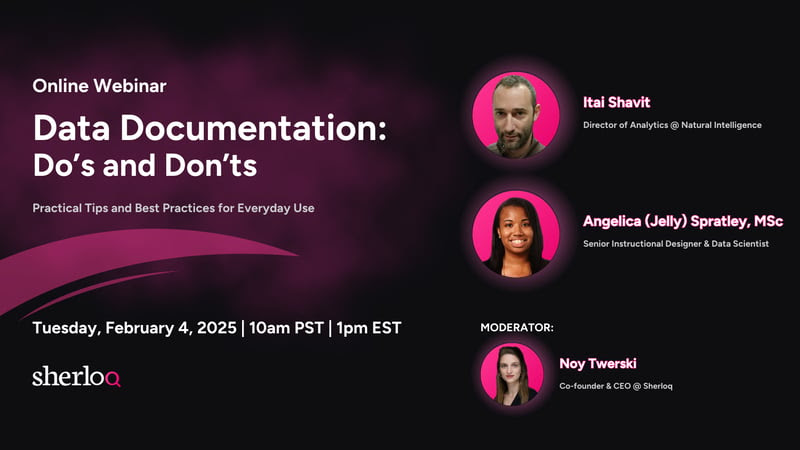 Online Webinar
Data Documentation:
Do’s and Don’ts
Practical Tips and Best Practices for Everyday Use
Tuesday, February 4, 2025 | 10am PST | 1pm EST
sherloq
Itai Shavit
Director of Analytics @ Natural Intelligence
Angelica (Jelly) Spratley, MSc
Senior Instructional Designer & Data Scientist
MODERATOR:
Noy Twerski
Co-founder & CEO @ Sherloq